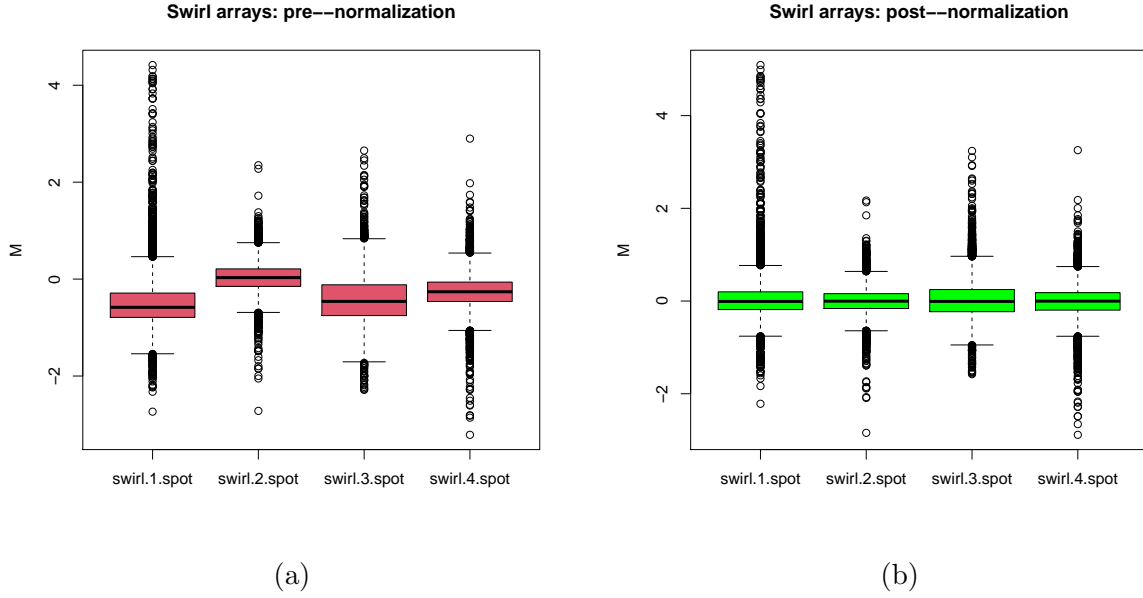 Swirl arrays: pre−−normalization
M
4
2
0
−2
swirl.1.spot swirl.2.spot swirl.3.spot swirl.4.spot
(a)
Swirl arrays: post−−normalization
M
4
2
0
−2
swirl.1.spot swirl.2.spot swirl.3.spot swirl.4.spot
(b)